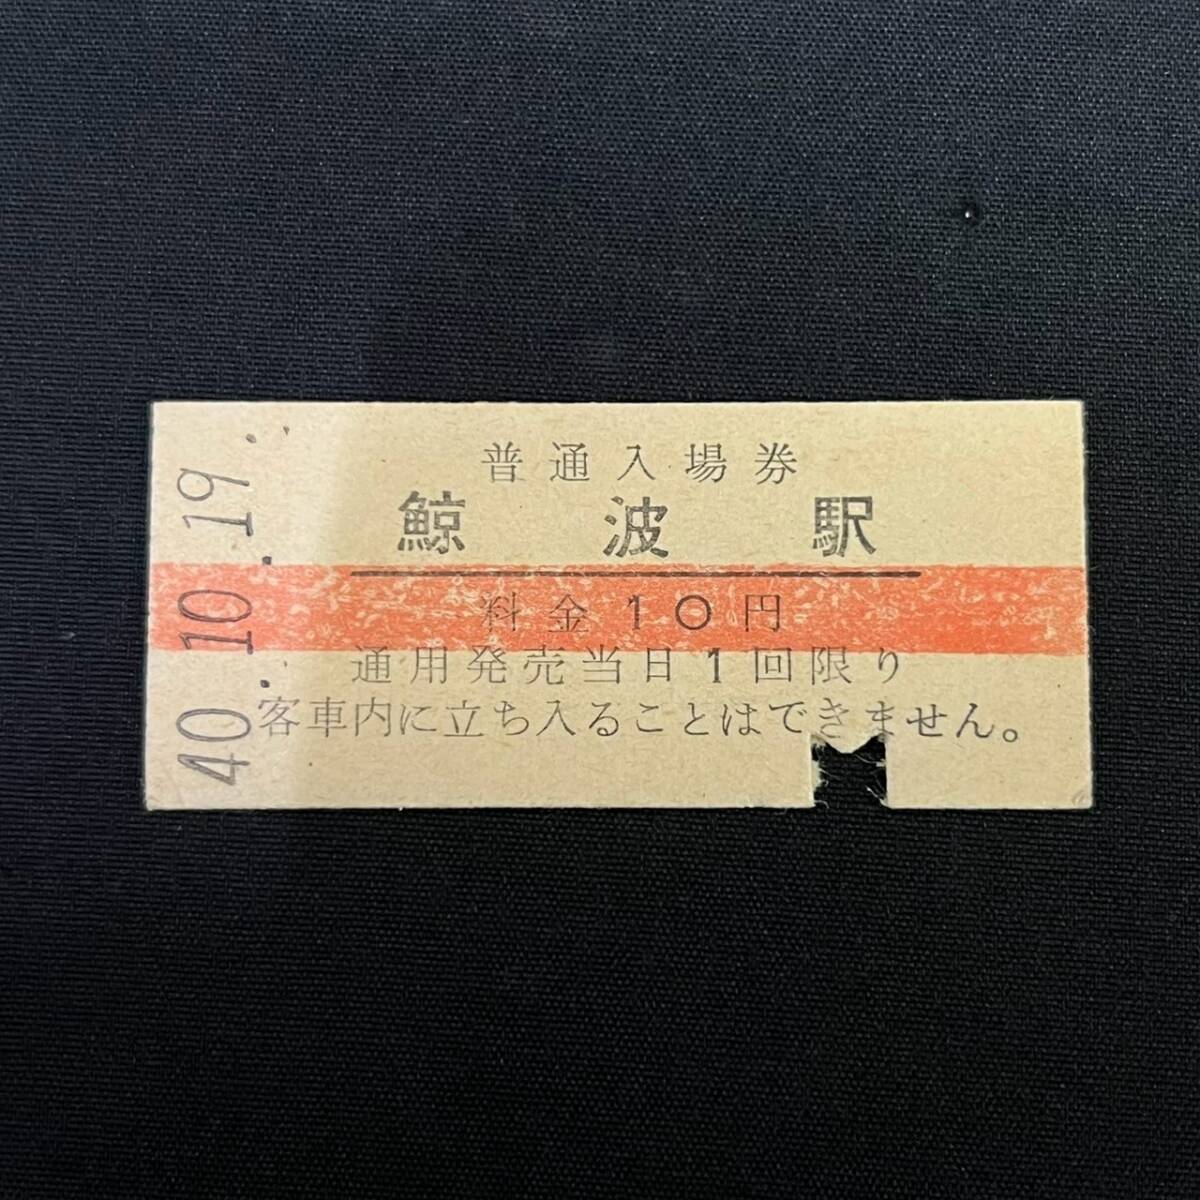 普通入場券
鯨波駅
料金10円
通用発売当日1回限り
客車内に立ち入ることはできません。
40.10.19